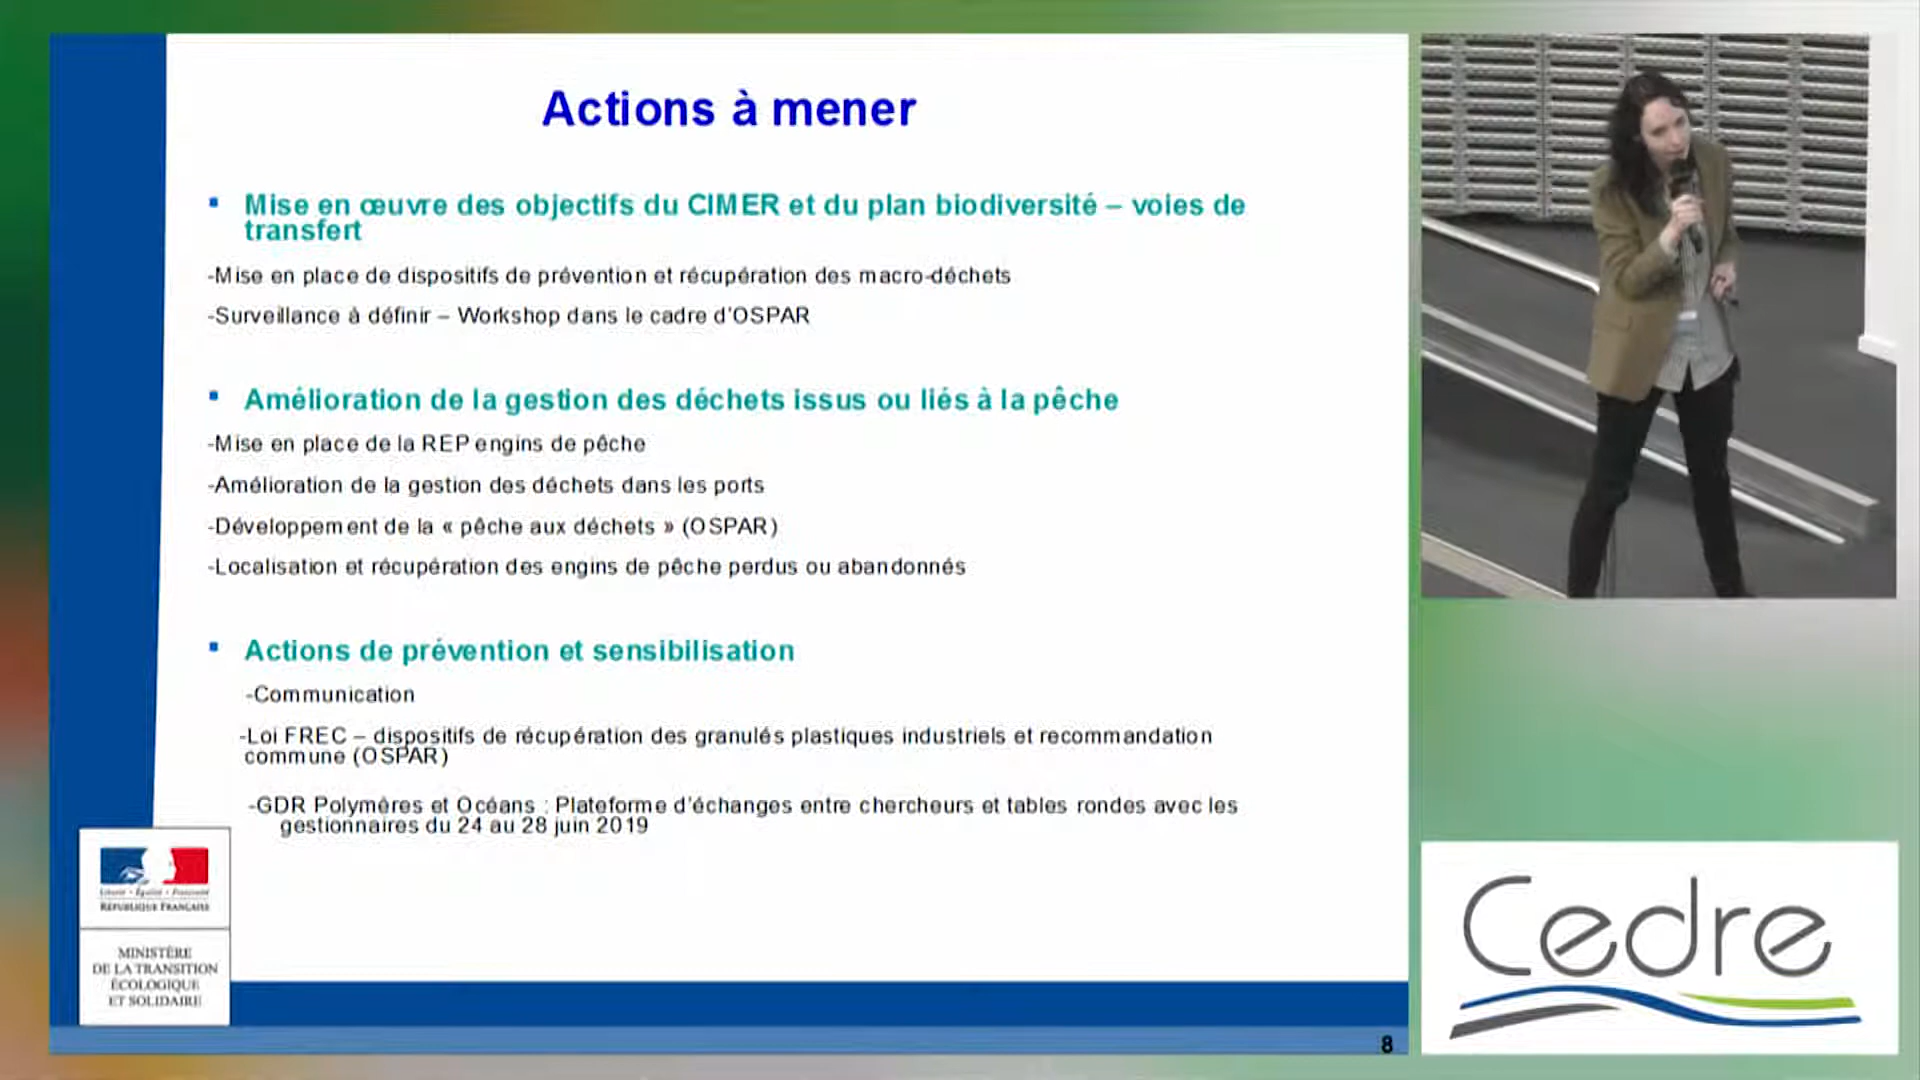 Actions à mener
Mise en œuvre des objectifs du CIMER et du plan biodiversité – voies de
transfert
-Mise en place de dispositifs de prévention et récupération des macro-déchets
-Surveillance à définir – Workshop dans le cadre d'OSPAR
Amélioration de la gestion des déchets issus ou liés à la pêche
-Mise en place de la REP engins de pêche
-Amélioration de la gestion des déchets dans les ports
-Développement de la « pêche aux déchets » (OSPAR)
-Localisation et récupération des engins de pêche perdus ou abandonnés
Actions de prévention et sensibilisation
-Communication
-Loi FREC – dispositifs de récupération des granulés plastiques industriels et recommandation
commune (OSPAR)
-GDR Polymères et Océans : Plateforme d'échanges entre chercheurs et tables rondes avec les
gestionnaires du 24 au 28 juin 2019
Liberté • Égalité • Fraternité
RÉPUBLIQUE FRANÇAISE
MINISTÈRE
DE LA TRANSITION
ÉCOLOGIQUE
ET SOLIDAIRE
8
Cedre